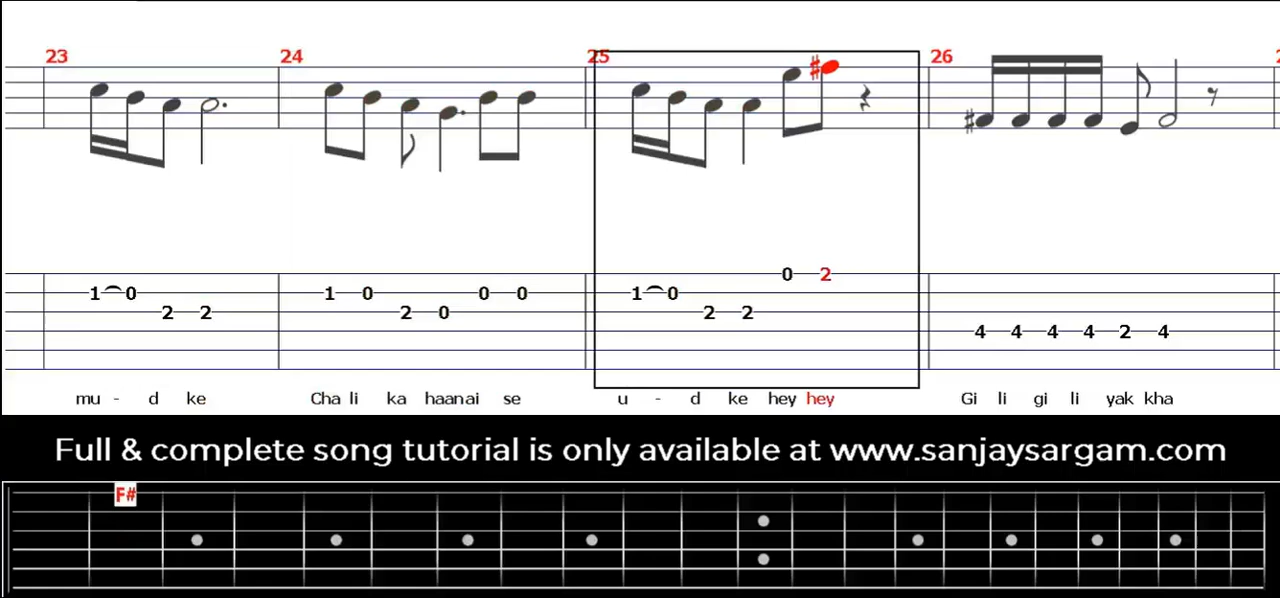 23 24 25 26
0 2
1 0 1 0 0 0 1 0
2 2 2 0 2 2
4 4 4 4 2 4
mu - d ke Cha li ka haanai se u - d ke hey hey Gi li gi li yak kha
Full & complete song tutorial is only available at www.sanjaysargam.com
F#